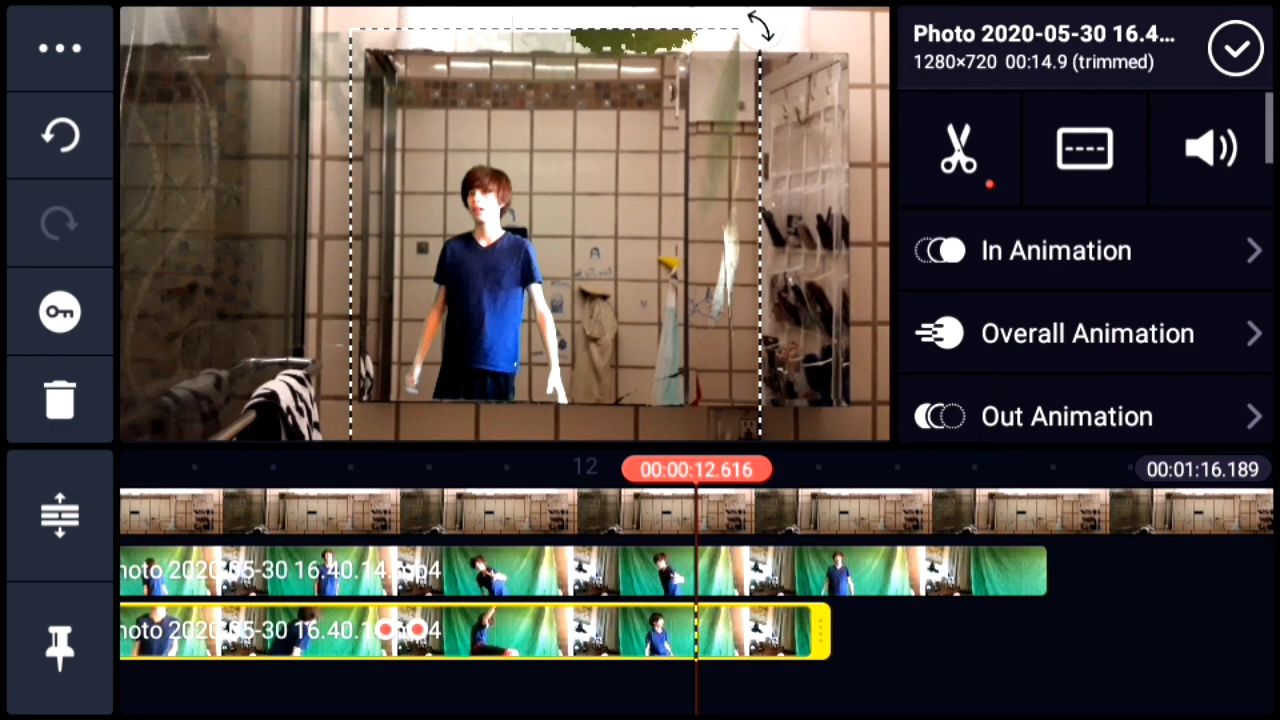 Photo 2020-05-30 16.4...
1280×720 00:14.9 (trimmed)
In Animation
Overall Animation
Out Animation
12
00:00:12.616
00:01:16.189
hoto 2020-05-30 16.40.14.mp4
hoto 2020-05-30 16.40.1
4